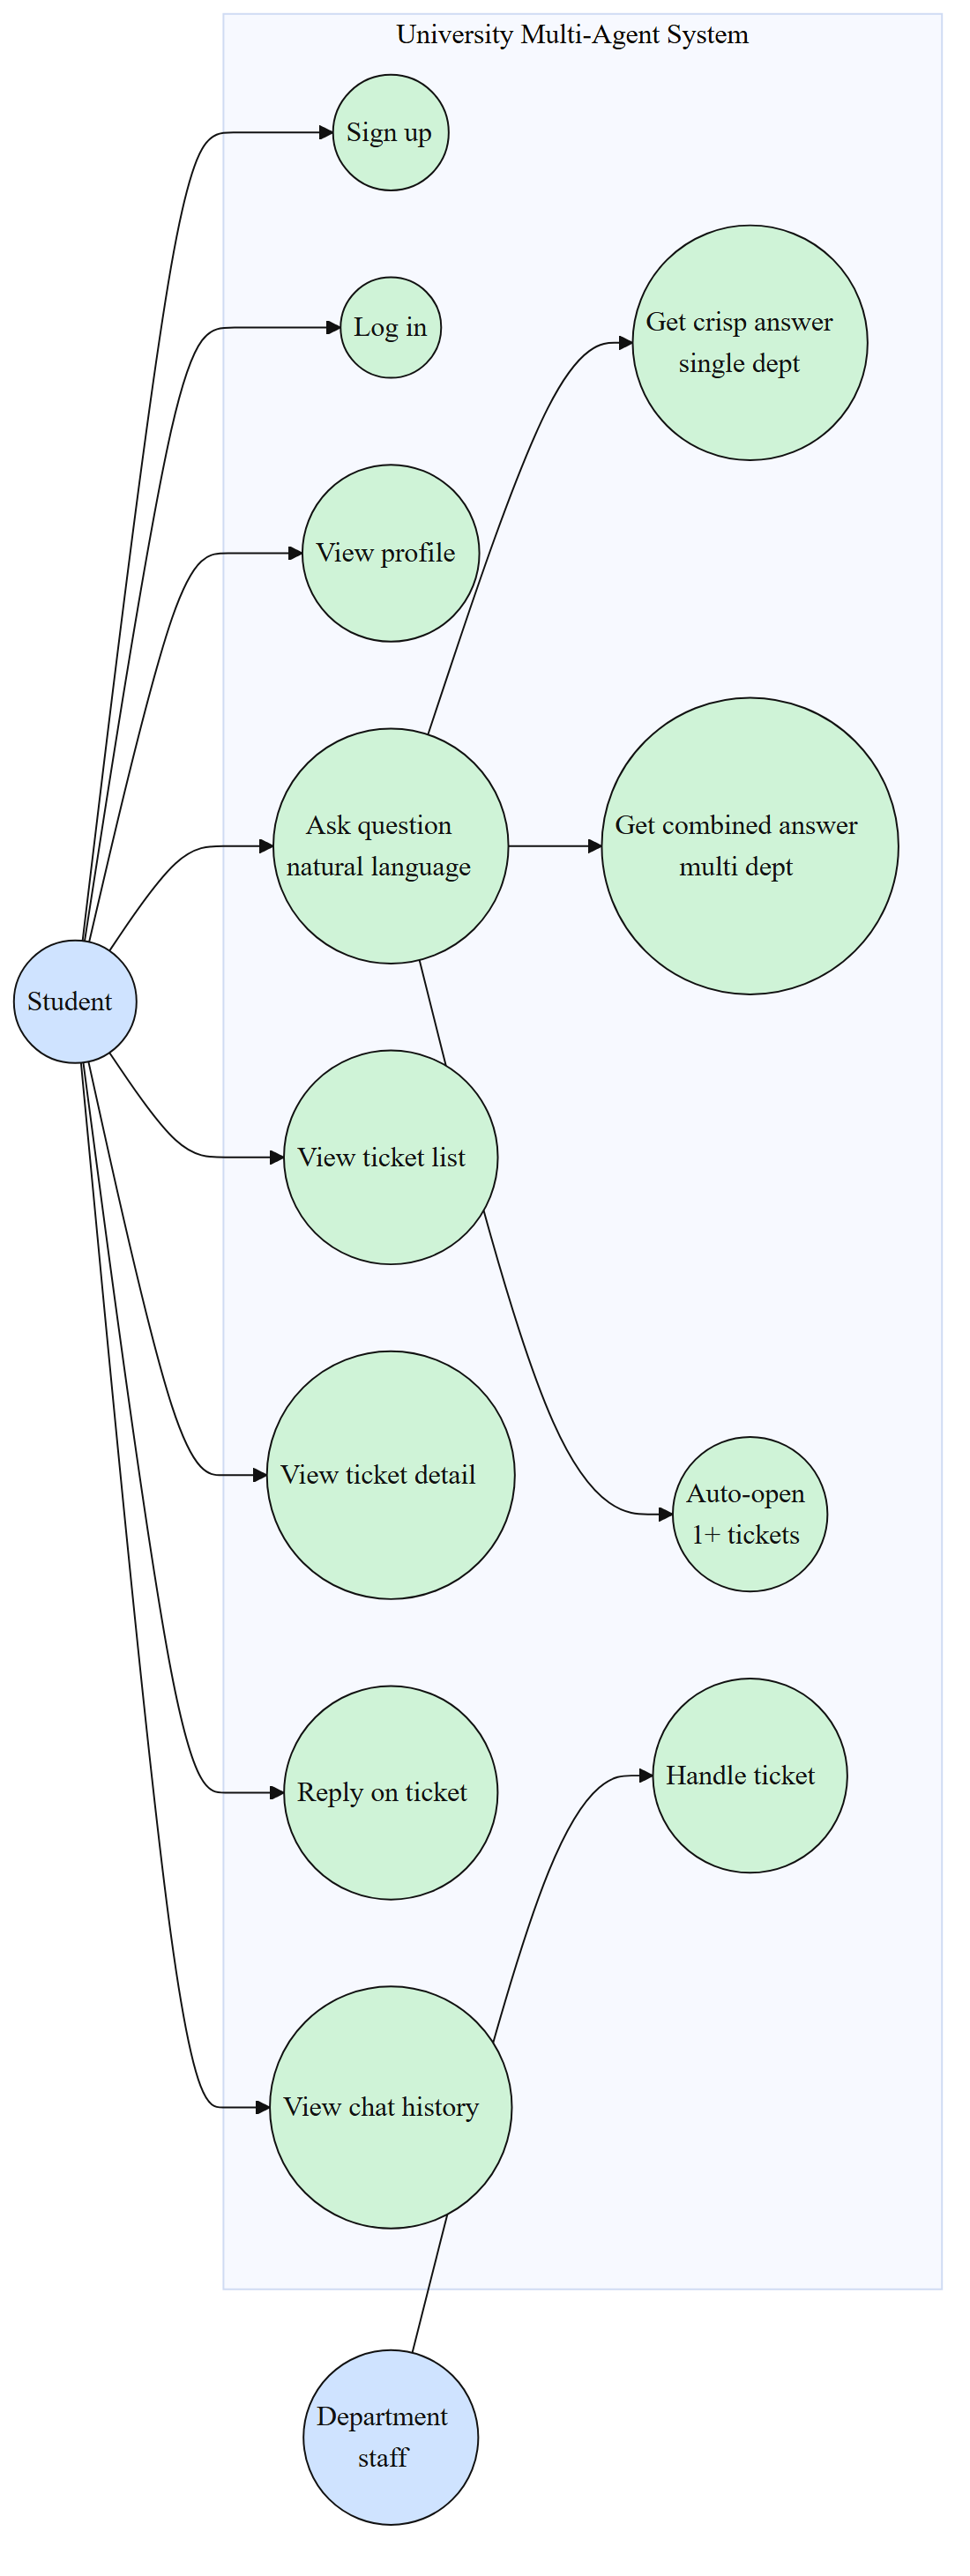 University Multi-Agent System
Sign up
Log in
Get crisp answer
single dept
View profile
Ask question
natural language
Get combined answer
multi dept
Student
View ticket list
View ticket detail
Auto-open
1+ tickets
Reply on ticket
Handle ticket
View chat history
Department
staff